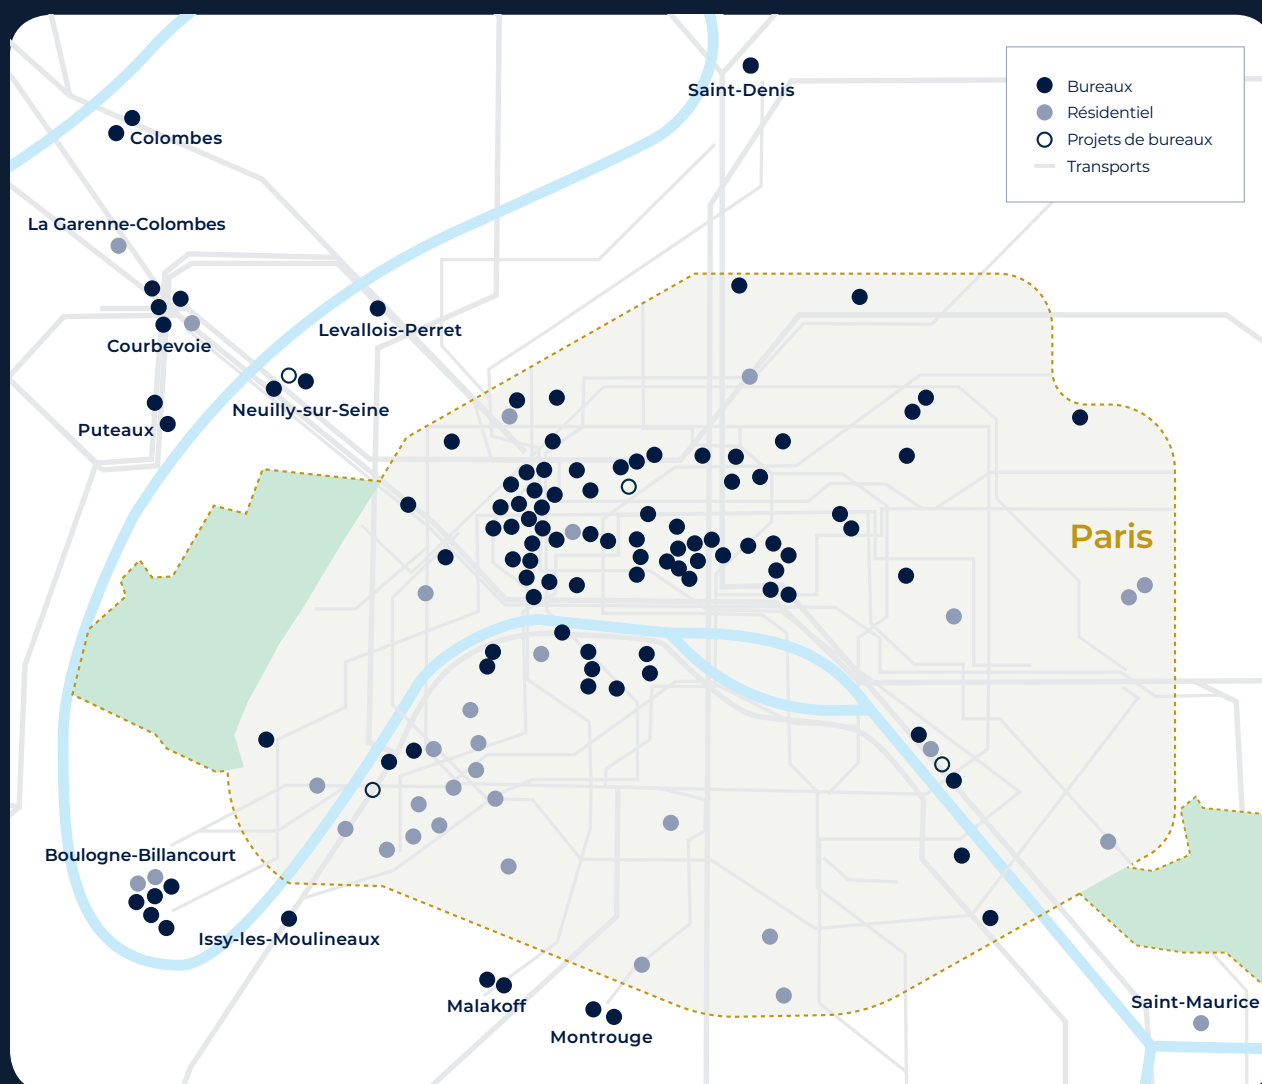 Saint-Denis
Bureaux
Résidentiel
Projets de bureaux
Transports
Colombes
La Garenne-Colombes
Levallois-Perret
Courbevoie
Neuilly-sur-Seine
Puteaux
Paris
Boulogne-Billancourt
Issy-les-Moulineaux
Malakoff
Saint-Maurice
Montrouge